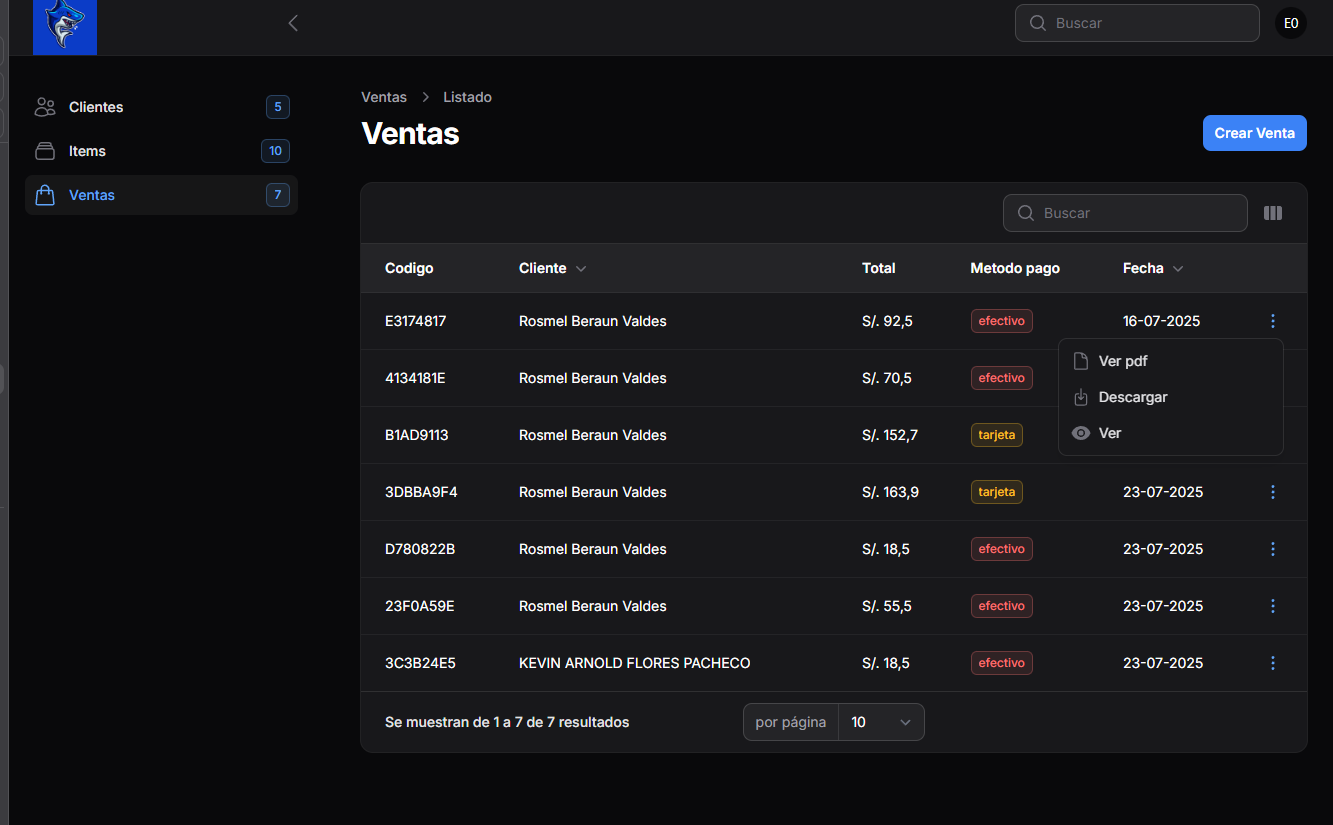 Buscar
E0
Clientes 5
Items 10
Ventas 7
Ventas > Listado
Ventas
Crear Venta
Buscar
Codigo Cliente Total Metodo pago Fecha
E3174817 Rosmel Beraun Valdes S/. 92,5 efectivo 16-07-2025
Ver pdf
4134181E Rosmel Beraun Valdes S/. 70,5 efectivo
Descargar
B1AD9113 Rosmel Beraun Valdes S/. 152,7 tarjeta
Ver
3DBBA9F4 Rosmel Beraun Valdes S/. 163,9 tarjeta 23-07-2025
D780822B Rosmel Beraun Valdes S/. 18,5 efectivo 23-07-2025
23F0A59E Rosmel Beraun Valdes S/. 55,5 efectivo 23-07-2025
3C3B24E5 KEVIN ARNOLD FLORES PACHECO S/. 18,5 efectivo 23-07-2025
Se muestran de 1 a 7 de 7 resultados por página 10